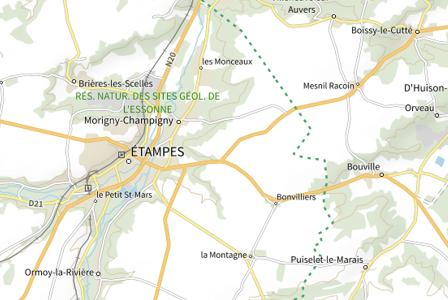 Auvers
Boissy-le-Cutté
N20
les Monceaux
Brières-les-Scellés
Mesnil Racoin
D'Huison-
RÉS. NATUR. DES SITES GÉOL. DE
L'ESSONNE
Orveau
Morigny-Champigny
ÉTAMPES
Bouville
le Petit St-Mars
Bonvilliers
D21
la Montagne
Puiselet-le-Marais
Ormoy-la-Rivière